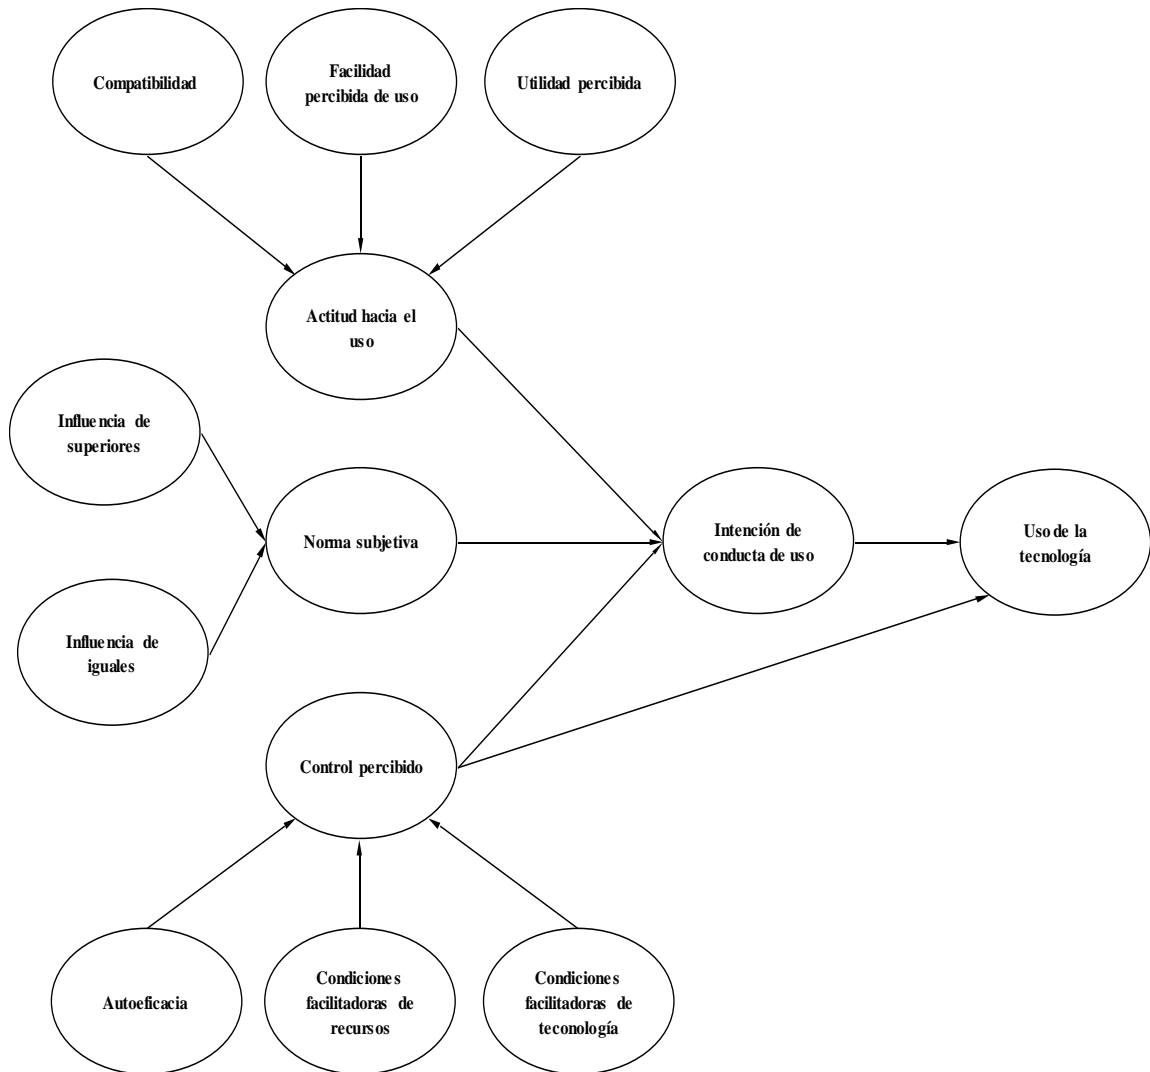 Compatibilidad
Facilidad
percibida de uso
Utilidad percibida
Actitud hacia el
uso
Influencia de
superiores
Norma subjetiva
Intención de
conducta de uso
Uso de la
tecnología
Influencia de
iguales
Control percibido
Autoeficacia
Condiciones
facilitadoras de
recursos
Condiciones
facilitadoras de
teconología